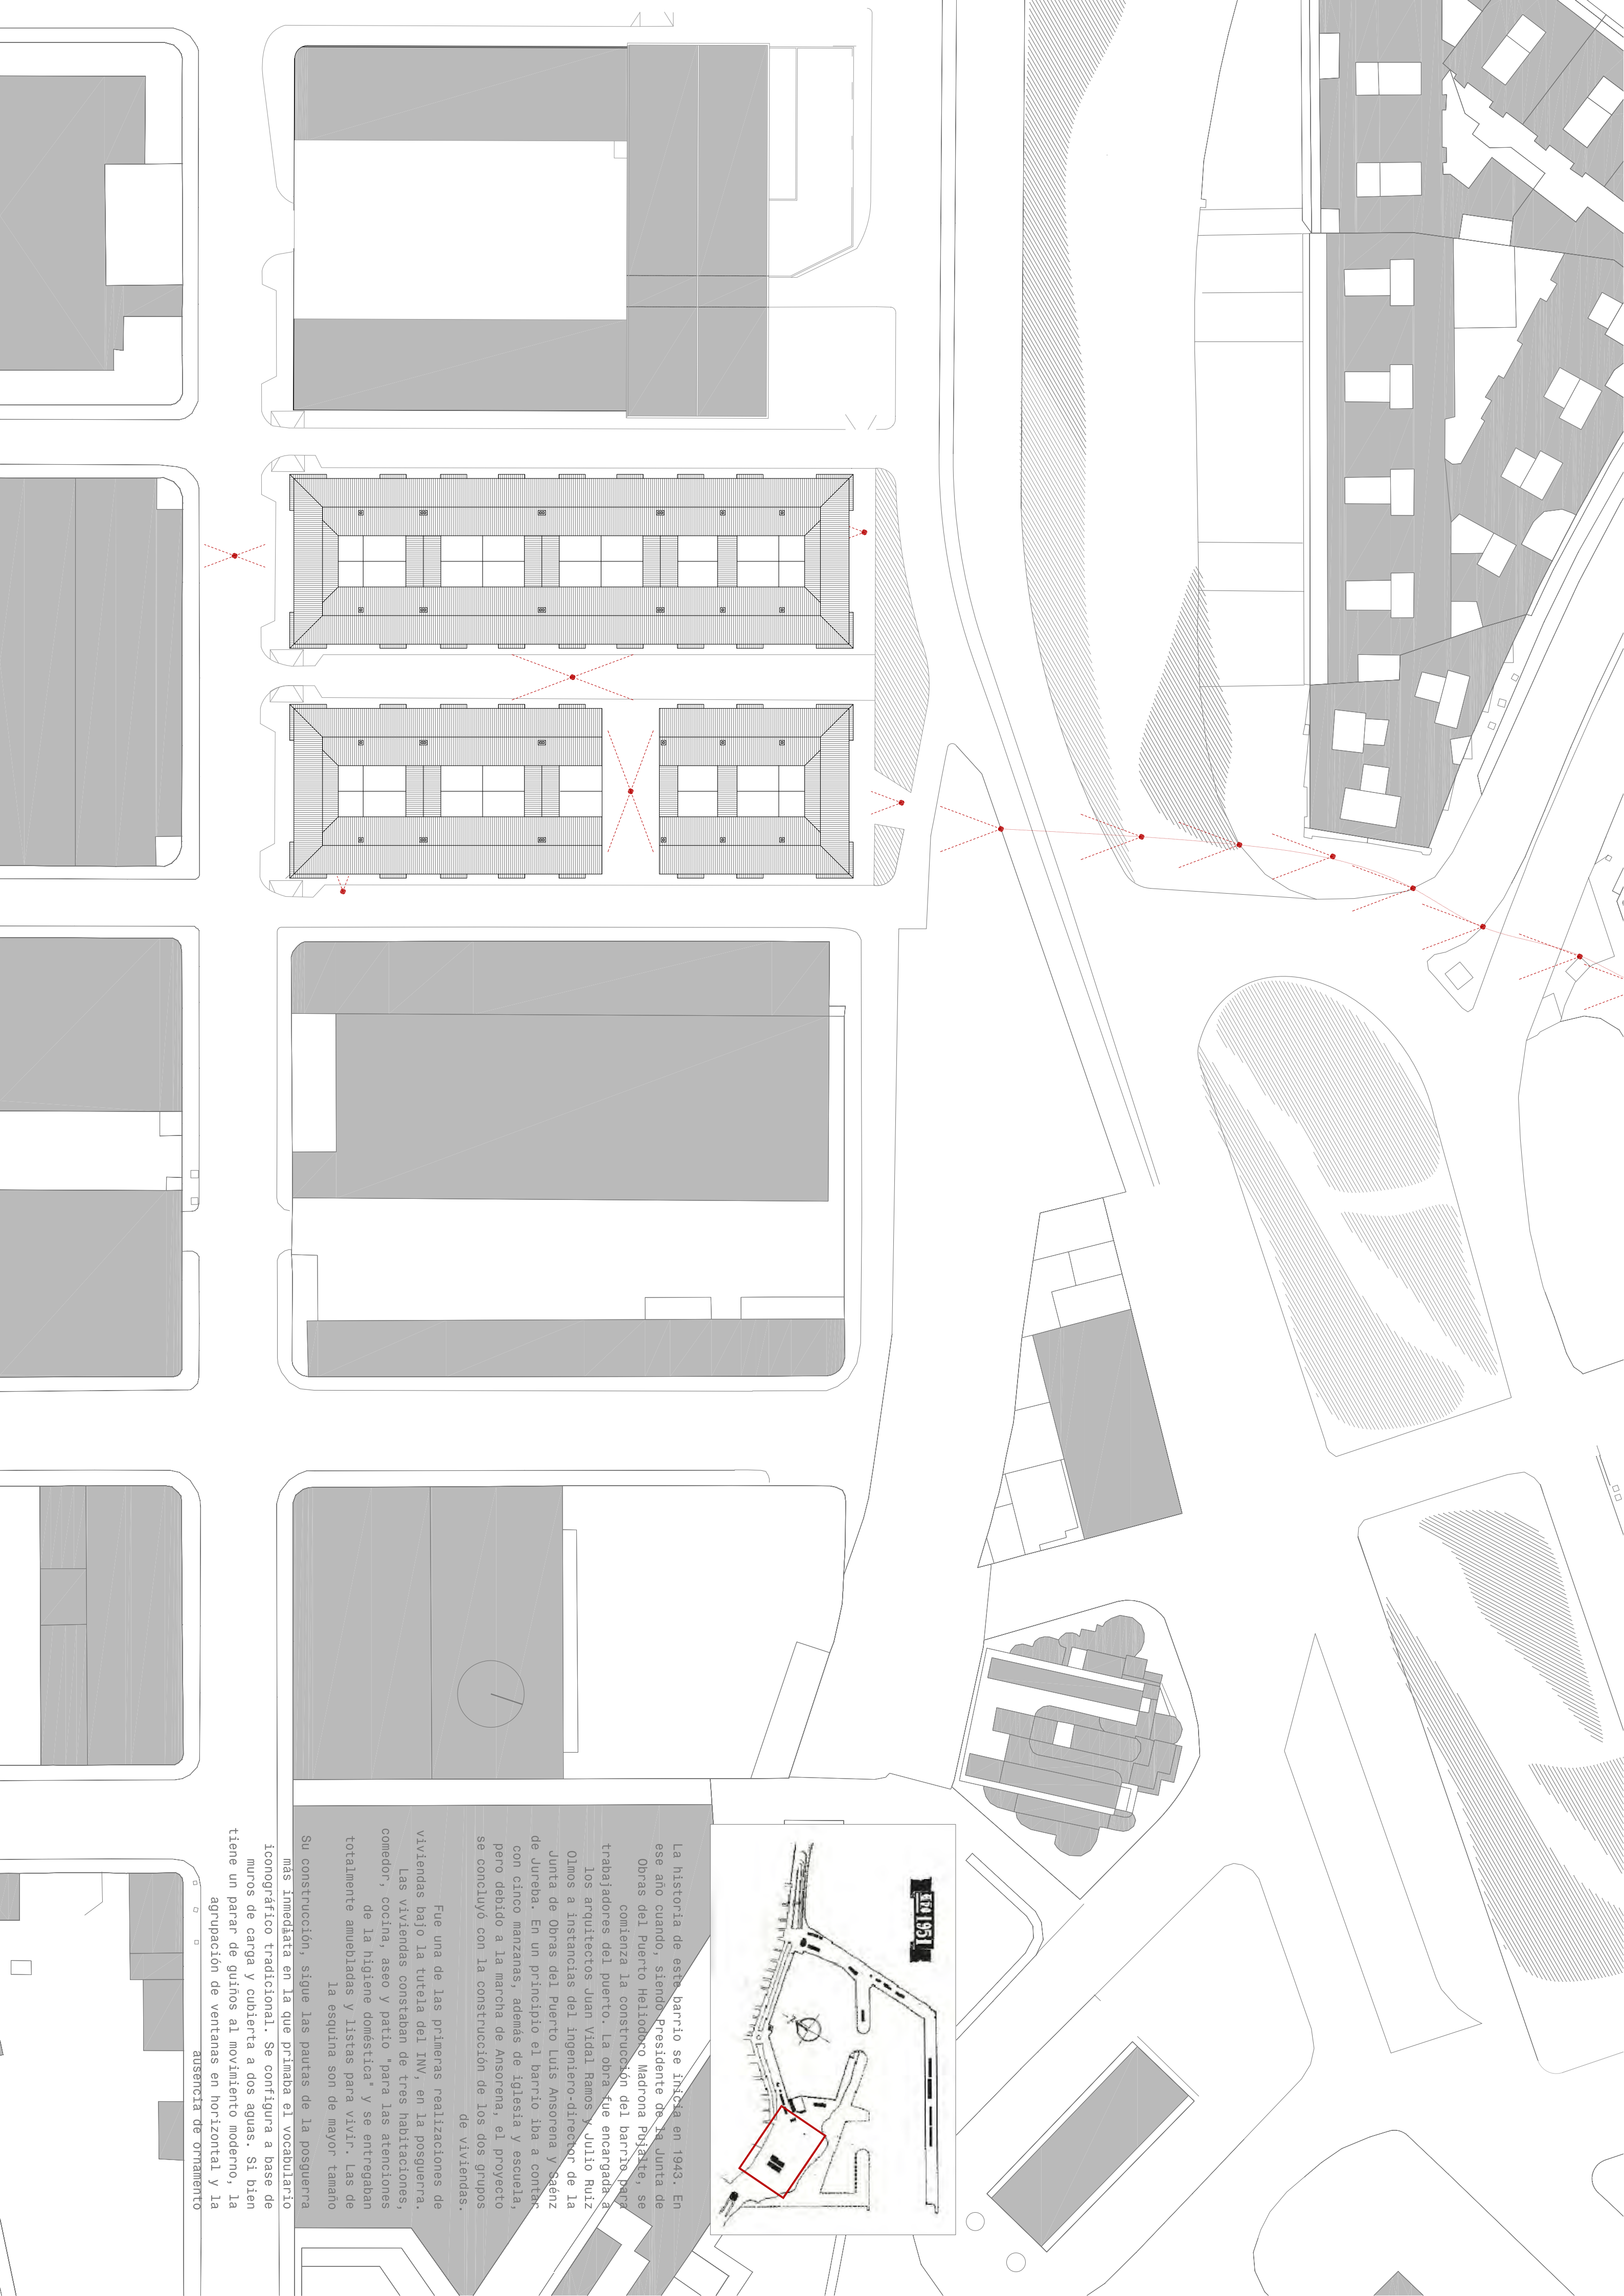 La historia de este barrio se inicia en 1943. En
ese año cuando, siendo Presidente de la Junta de
Obras del Puerto Heliodoro Madrona Pujalte, se
comienza la construcción del barrio para
trabajadores del puerto. La obra fue encargada a
los arquitectos Juan Vidal Ramos y Julio Ruiz
Olmos a instancias del ingeniero-director de la
Junta de Obras del Puerto Luis Ansorena y Saénz
de Jureba. En un principio el barrio iba a contar
con cinco manzanas, además de iglesia y escuela,
pero debido a la marcha de Ansorena, el proyecto
se concluyó con la construcción de los dos grupos
de viviendas.
Fue una de las primeras realizaciones de
viviendas bajo la tutela del INV, en la posguerra.
Las viviendas constaban de tres habitaciones,
comedor, cocina, aseo y patio "para las atenciones
de la higiene doméstica" y se entregaban
totalmente amuebladas y listas para vivir. Las de
la esquina son de mayor tamaño
Su construcción, sigue las pautas de la posguerra
más inmediata en la que primaba el vocabulario
iconográfico tradicional. Se configura a base de
muros de carga y cubierta a dos aguas. Si bien
tiene un parar de guiños al movimiento moderno, la
agrupación de ventanas en horizontal y la
ausencia de ornamento
1951